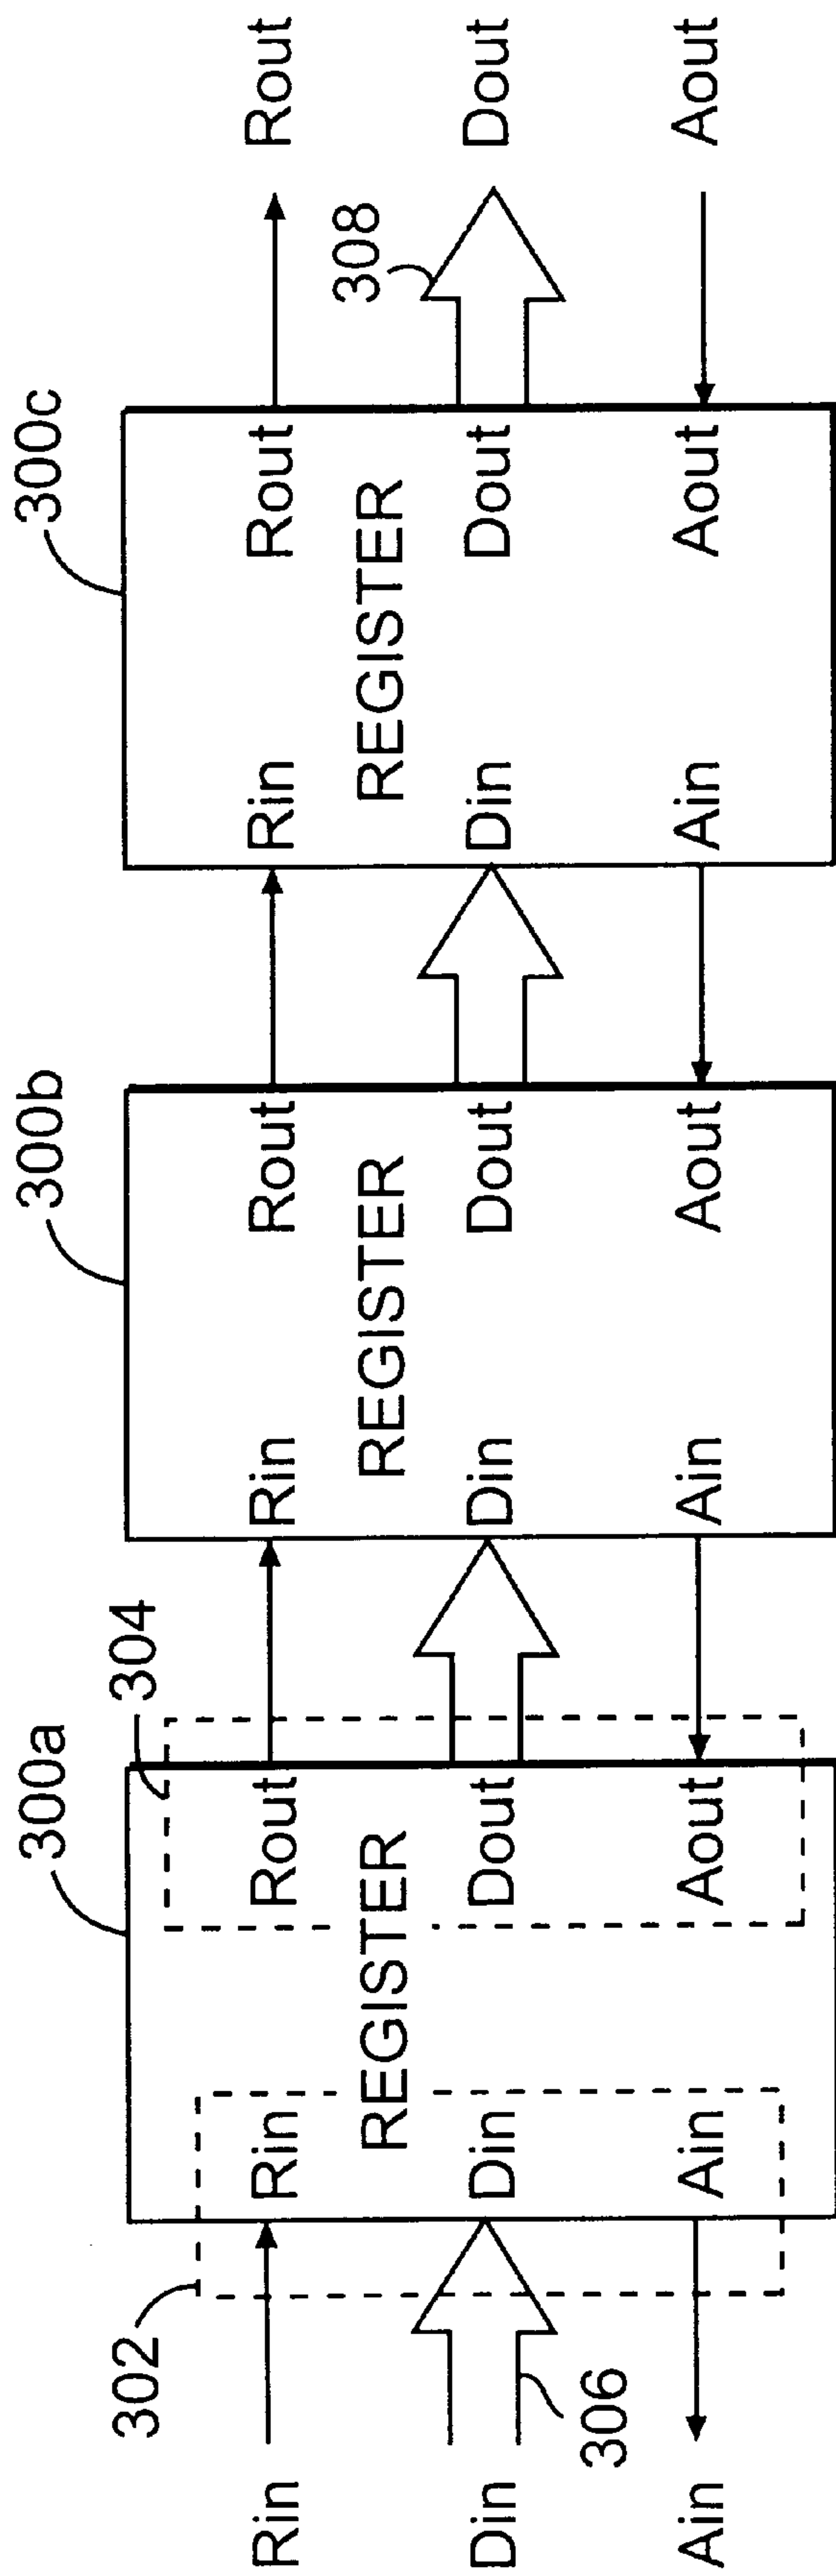 300a
300b
300c
302
304
Rin
Rin
Rout
Rin
Rout
Rin
Rout
Rout
REGISTER
REGISTER
REGISTER
308
Din
Din
Dout
Din
Dout
Din
Dout
Dout
306
Ain
Ain
Aout
Ain
Aout
Ain
Aout
Aout